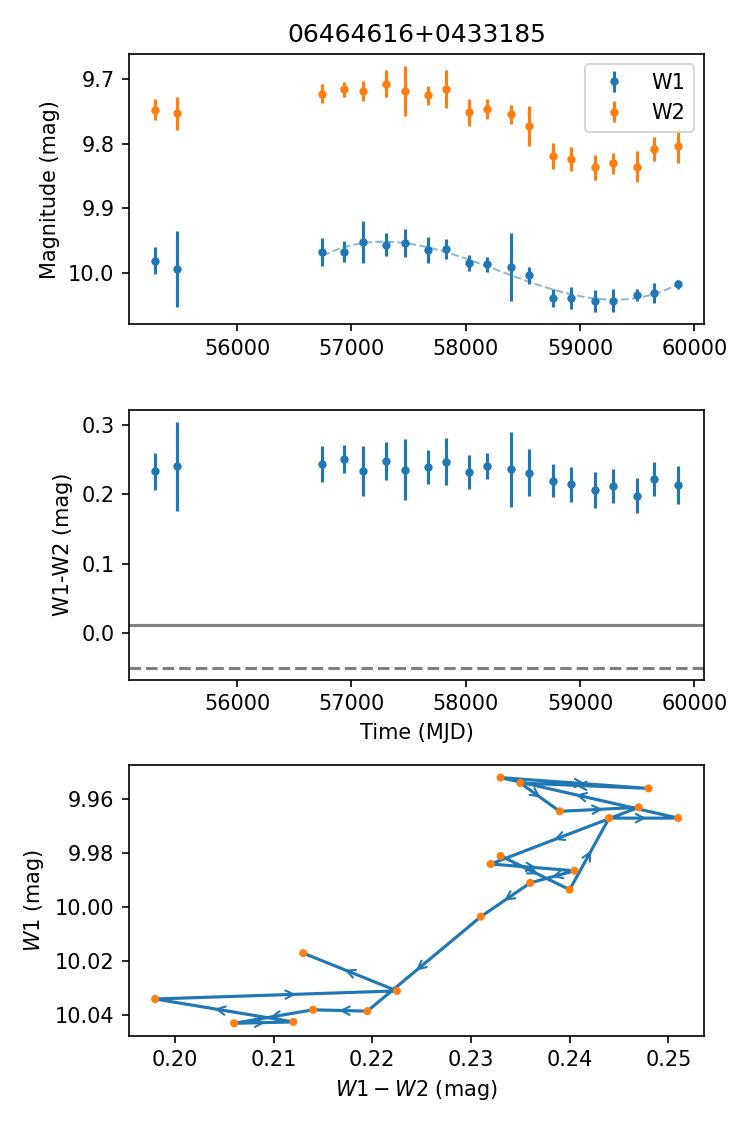 06464616+0433185
Magnitude (mag)
9.7
9.8
9.9
10.0
W1
W2
56000 57000 58000 59000 60000
W1-W2 (mag)
0.3
0.2
0.1
0.0
56000 57000 58000 59000 60000
Time (MJD)
W1 (mag)
9.96
9.98
10.00
10.02
10.04
0.20 0.21 0.22 0.23 0.24 0.25
W1 − W2 (mag)